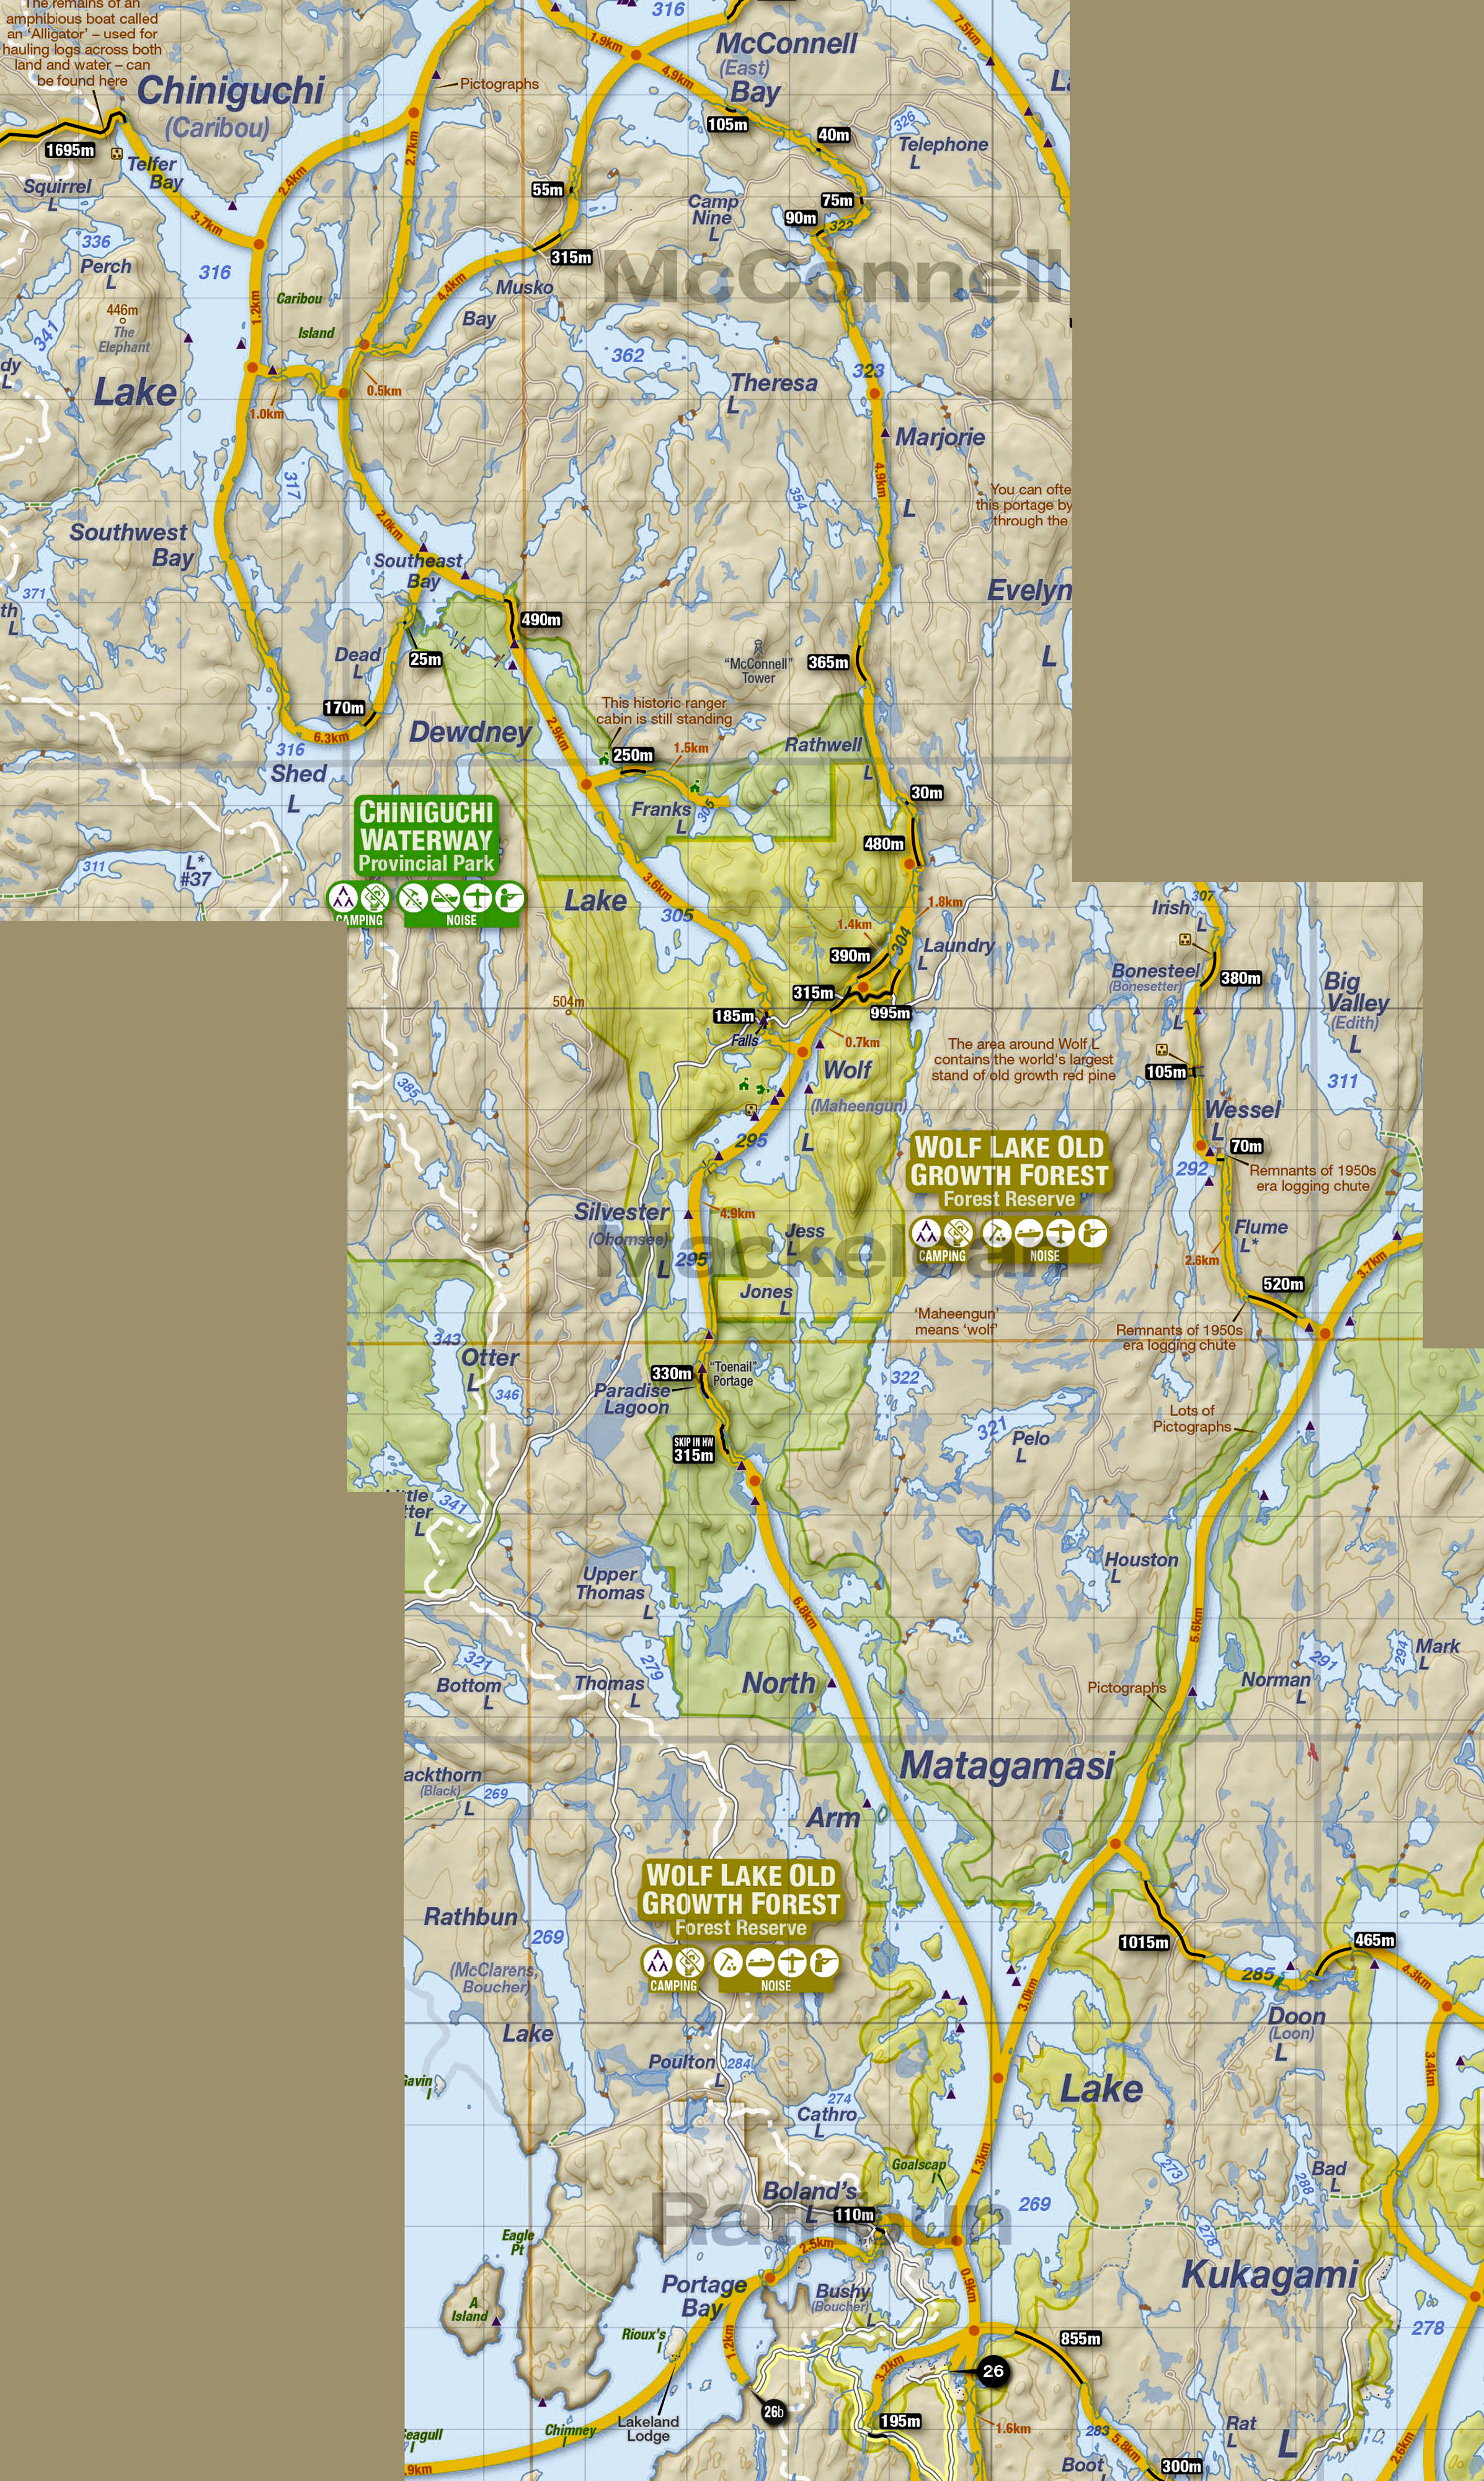 The remains of an
amphibious boat called
an ‘Alligator’ – used for
hauling logs across both
land and water – can
be found here
Chiniguchi
(Caribou)
1695m
Telfer
Bay
Squirrel
L
3.7km
2.4km
2.7km
Pictographs
316
1.9km
4.9km
McConnell
(East)
Bay
7.5km
105m
40m
326
Telephone
L
55m
75m
90m
322
Camp
Nine
L
315m
McConnell
336
Perch
L
316
446m
The
Elephant
341
1.2km
Caribou
Island
4.4km
Musko
Bay
362
323
Theresa
L
Lake
1.0km
0.5km
Marjorie
L
4.9km
354
You can ofte
this portage by
through the
317
2.0km
Southwest
Bay
Southeast
Bay
371
Evelyn
L
490m
Dead
L
25m
“McConnell”
Tower
365m
170m
6.3km
316
Shed
L
Dewdney
2.9km
This historic ranger
cabin is still standing
250m
1.5km
Rathwell
L
Franks
L
305
30m
480m
CHINIGUCHI
WATERWAY
Provincial Park
CAMPING
NOISE
311
L*
#37
Lake
3.6km
305
1.8km
1.4km
304
390m
Laundry
L
315m
995m
504m
185m
Falls
0.7km
Wolf
(Maheengun)
L
The area around Wolf L
contains the world's largest
stand of old growth red pine
307
Irish
L
Bonesteel
(Bonesetter)
L
380m
Big
Valley
(Edith)
L
311
105m
Wessel
L
70m
292
Remnants of 1950s
era logging chute
385
295
WOLF LAKE OLD
GROWTH FOREST
Forest Reserve
CAMPING
NOISE
Silvester
(Obomsee)
L
4.9km
295
Jess
L
Mackelcan
Jones
L
Flume
L*
2.6km
520m
3.7km
‘Maheengun’
means ‘wolf’
Remnants of 1950s
era logging chute
343
Otter
L
346
330m
“Toenail”
Portage
Paradise
Lagoon
SKIP IN HW
315m
322
321
Pelo
L
Lots of
Pictographs
341
L
Upper
Thomas
L
Houston
L
6.8km
5.6km
321
Bottom
L
Thomas
L
279
North
Pictographs
Norman
L
291
294
Mark
L
Matagamasi
ackthorn
(Black)
L
269
Arm
WOLF LAKE OLD
GROWTH FOREST
Forest Reserve
CAMPING
NOISE
Rathbun
269
(McClarens,
Boucher)
Lake
1015m
465m
285
4.3km
Doon
(Loon)
L
3.0km
3.4km
Poulton
L
284
274
Cathro
L
Lake
Goalscap
I
1.3km
269
273
Bad
L
288
278
Boland's
L
110m
Rathbun
Eagle
Pt
2.5km
Portage
Bay
Bushy
(Boucher)
L
0.9km
Kukagami
278
A
Island
Rioux's
I
1.2km
3.2km
26
855m
26b
Lakeland
Lodge
Chimney
I
195m
1.6km
283
5.8km
Boot
300m
Rat
L
L
2.6km
.9km